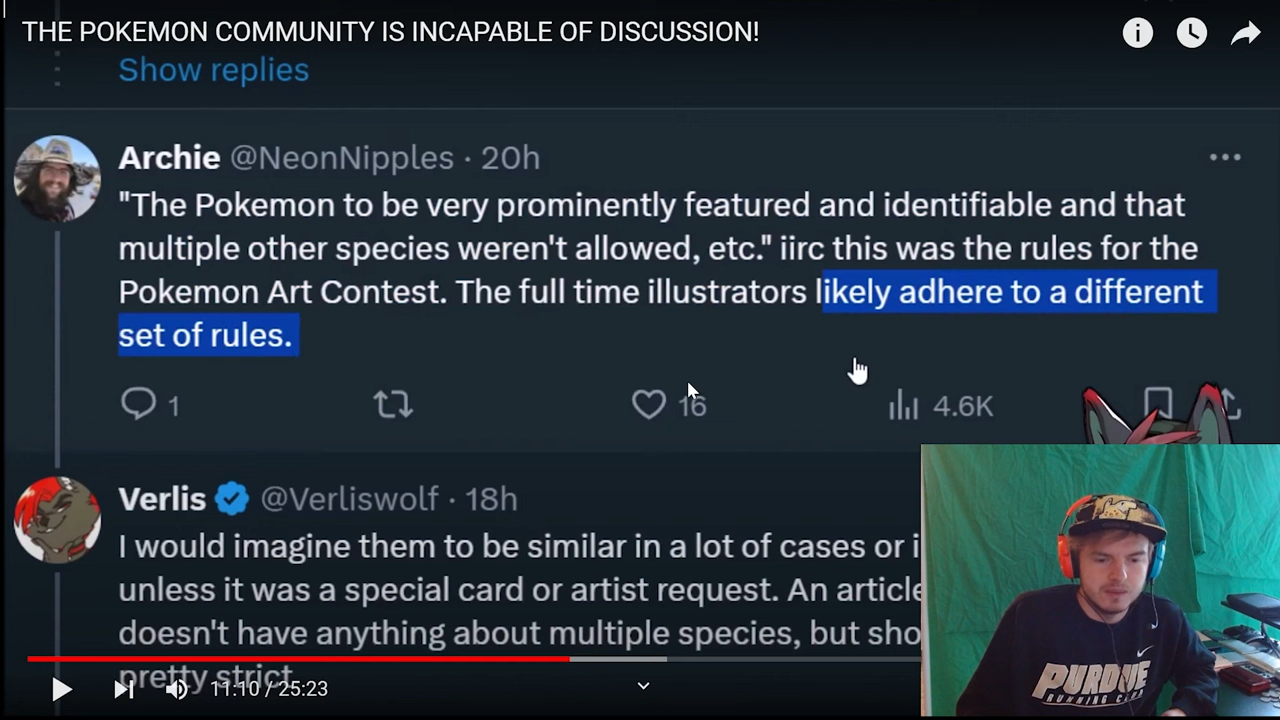 THE POKEMON COMMUNITY IS INCAPABLE OF DISCUSSION!
Show replies
Archie @NeonNipples · 20h
"The Pokemon to be very prominently featured and identifiable and that
multiple other species weren't allowed, etc." iirc this was the rules for the
Pokemon Art Contest. The full time illustrators likely adhere to a different
set of rules.
1
16
4.6K
Verlis @Verliswolf · 18h
I would imagine them to be similar in a lot of cases or i
unless it was a special card or artist request. An article
doesn't have anything about multiple species, but sho
pretty strict
11:10 / 25:23
PURDUE
RUNNING CLUB